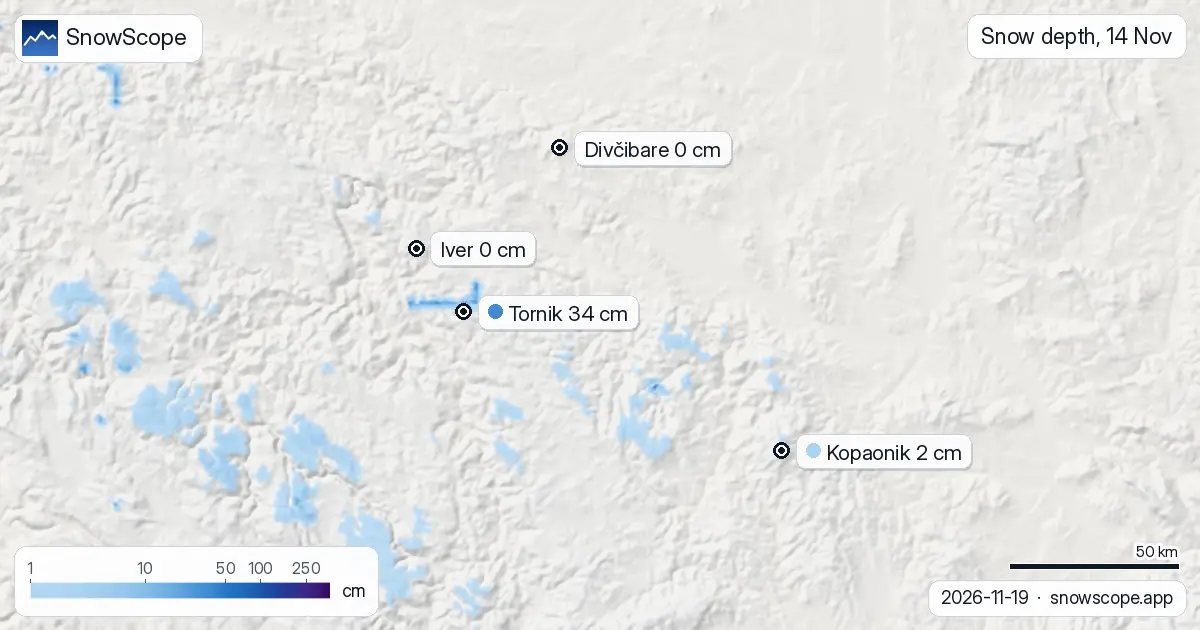 SnowScope
Snow depth, 14 Nov
Divčibare 0 cm
Iver 0 cm
Tornik 34 cm
Kopaonik 2 cm
1 10 50 100 250
cm
50 km
2026-11-19 · snowscope.app